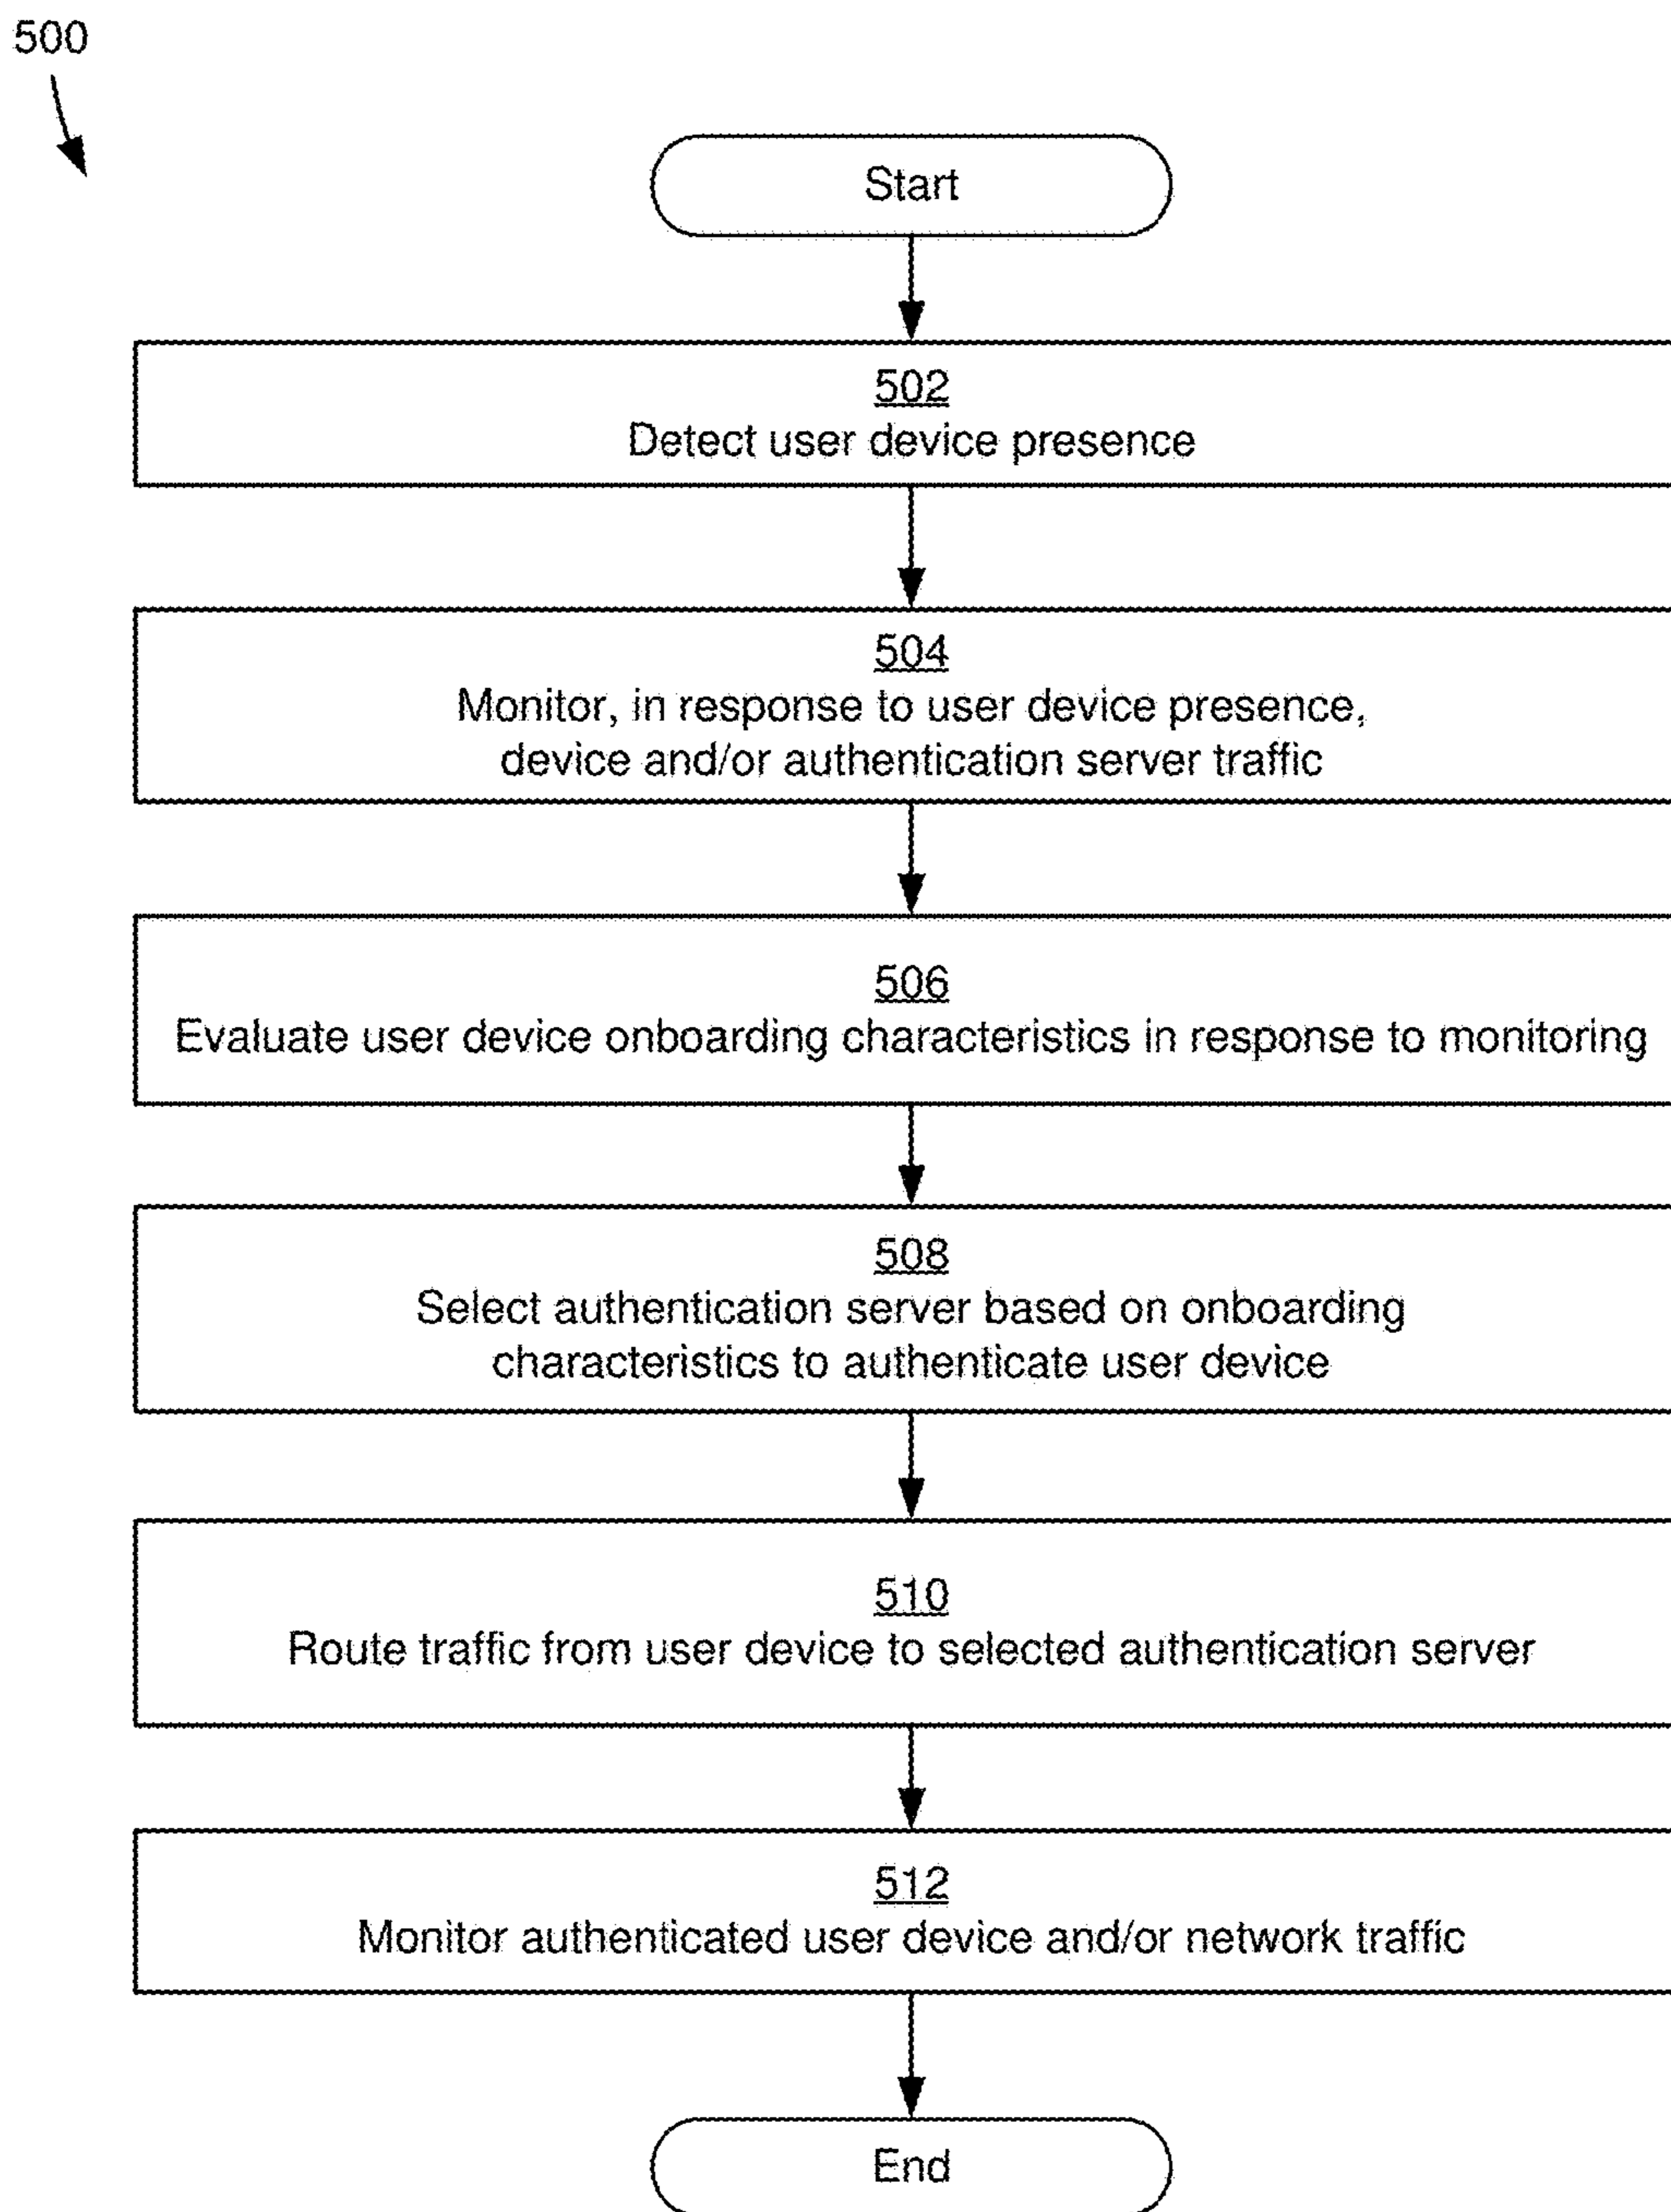 500
Start
502
Detect user device presence
504
Monitor, in response to user device presence,
device and/or authentication server traffic
506
Evaluate user device onboarding characteristics in response to monitoring
508
Select authentication server based on onboarding
characteristics to authenticate user device
510
Route traffic from user device to selected authentication server
512
Monitor authenticated user device and/or network traffic
End